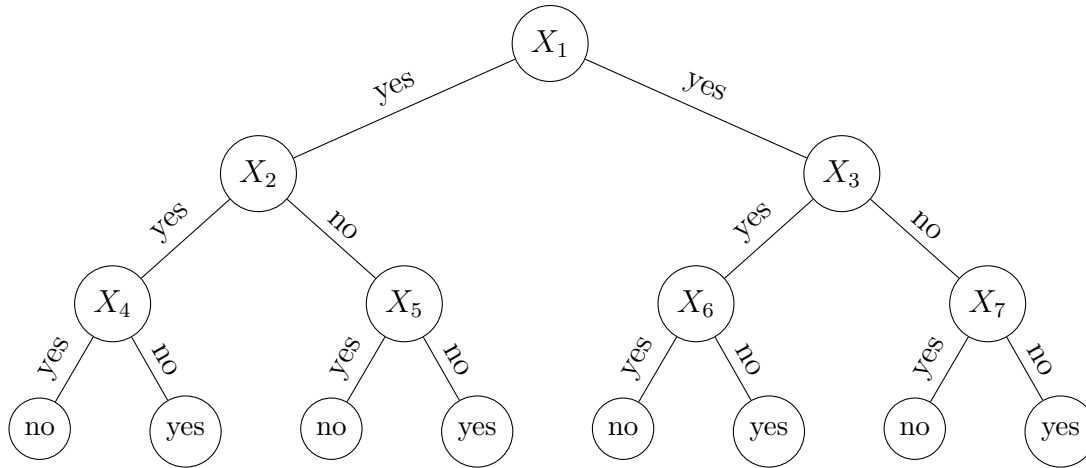 X₁
yes yes
X₂ X₃
yes no yes no
X₄ X₅ X₆ X₇
yes no yes no yes no yes no
no yes no yes no yes no yes